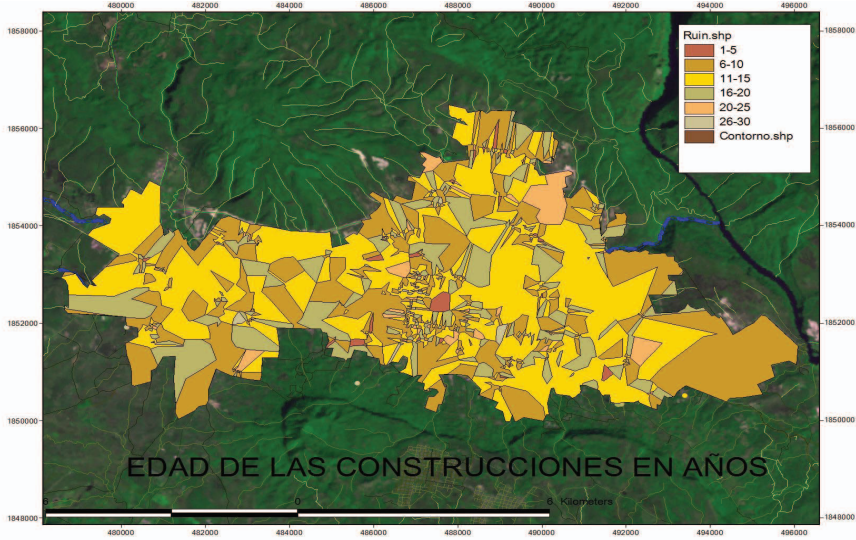 480000 482000 484000 486000 488000 490000 492000 494000 496000
1858000 1858000
Ruin.shp
1-5
6-10
11-15
16-20
20-25
26-30
Contorno.shp
1856000 1856000
1854000 1854000
1852000 1852000
1850000 1850000
EDAD DE LAS CONSTRUCCIONES EN AÑOS
6 0 6 Kilometers
1848000 1848000
480000 482000 484000 486000 488000 490000 492000 494000 496000